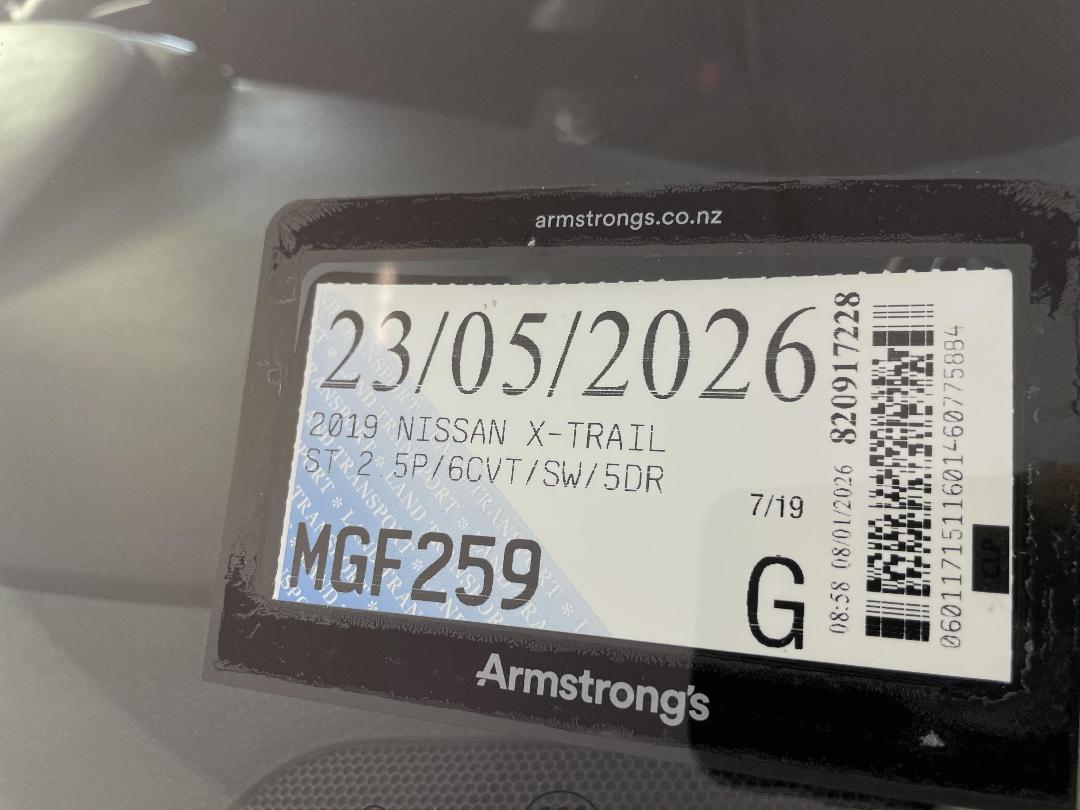 armstrongs.co.nz
23/05/2026
2019 NISSAN X-TRAIL
ST 2.5P/6CVT/SW/5DR
7/19
MGF259
G
08:58 08/01/2026 820917228
0601171511601460775884
CLP
Armstrong's